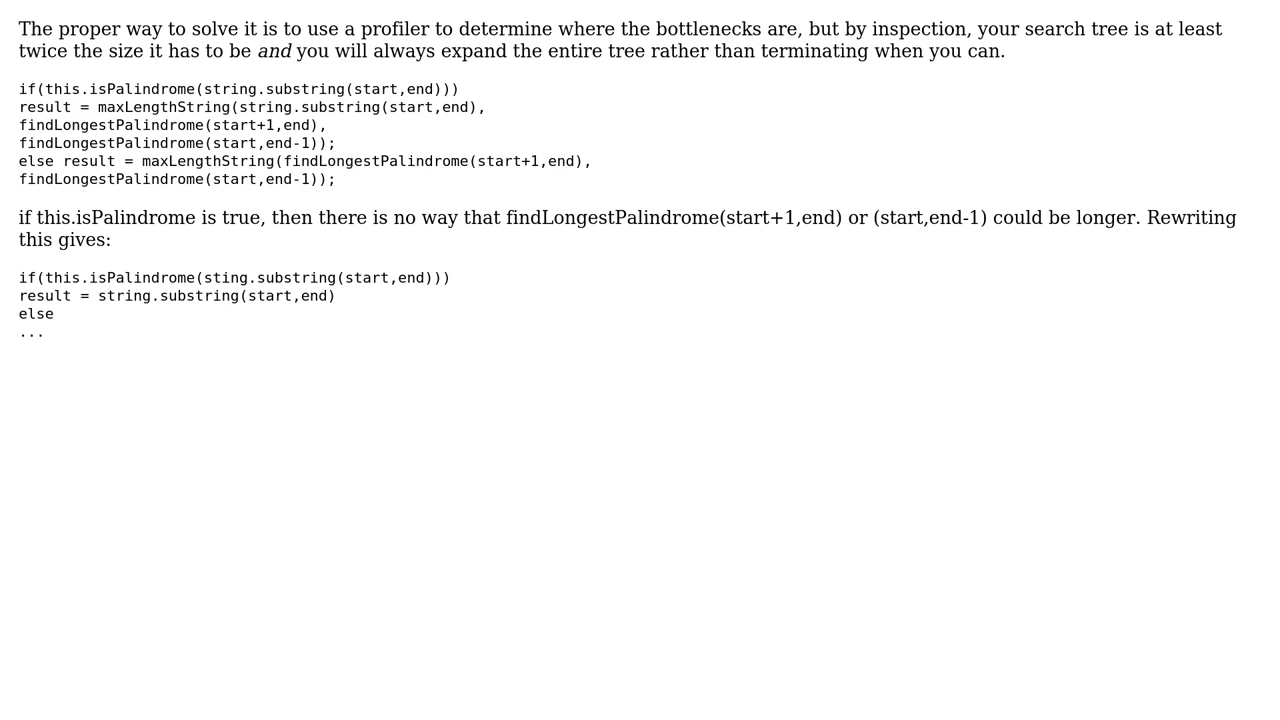 The proper way to solve it is to use a profiler to determine where the bottlenecks are, but by inspection, your search tree is at least
twice the size it has to be and you will always expand the entire tree rather than terminating when you can.
if(this.isPalindrome(string.substring(start,end)))
result = maxLengthString(string.substring(start,end),
findLongestPalindrome(start+1,end),
findLongestPalindrome(start,end-1));
else result = maxLengthString(findLongestPalindrome(start+1,end),
findLongestPalindrome(start,end-1));
if this.isPalindrome is true, then there is no way that findLongestPalindrome(start+1,end) or (start,end-1) could be longer. Rewriting
this gives:
if(this.isPalindrome(sting.substring(start,end)))
result = string.substring(start,end)
else
...